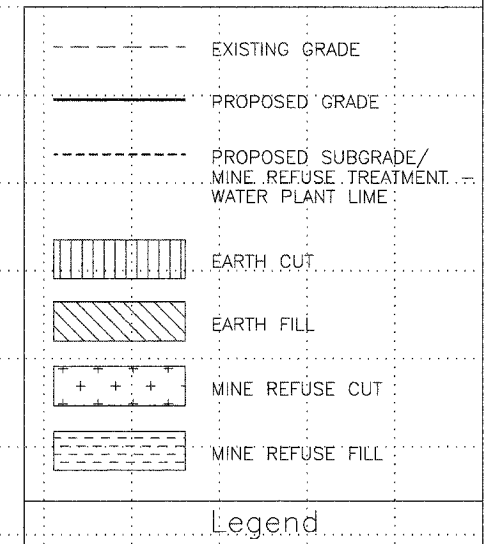 EXISTING GRADE
PROPOSED GRADE
PROPOSED SUBGRADE/
MINE REFUSE TREATMENT -
WATER PLANT LIME
EARTH CUT
EARTH FILL
MINE REFUSE CUT
MINE REFUSE FILL
Legend